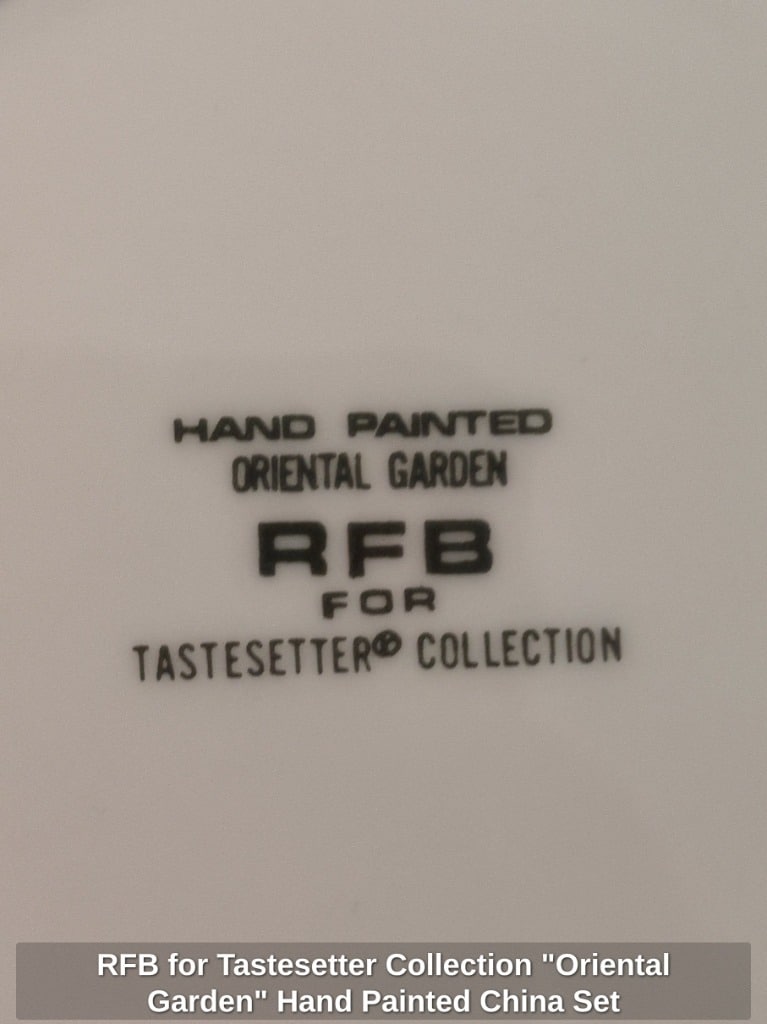 HAND PAINTED
ORIENTAL GARDEN
RFB
FOR
TASTESETTER® COLLECTION
RFB for Tastesetter Collection "Oriental
Garden" Hand Painted China Set